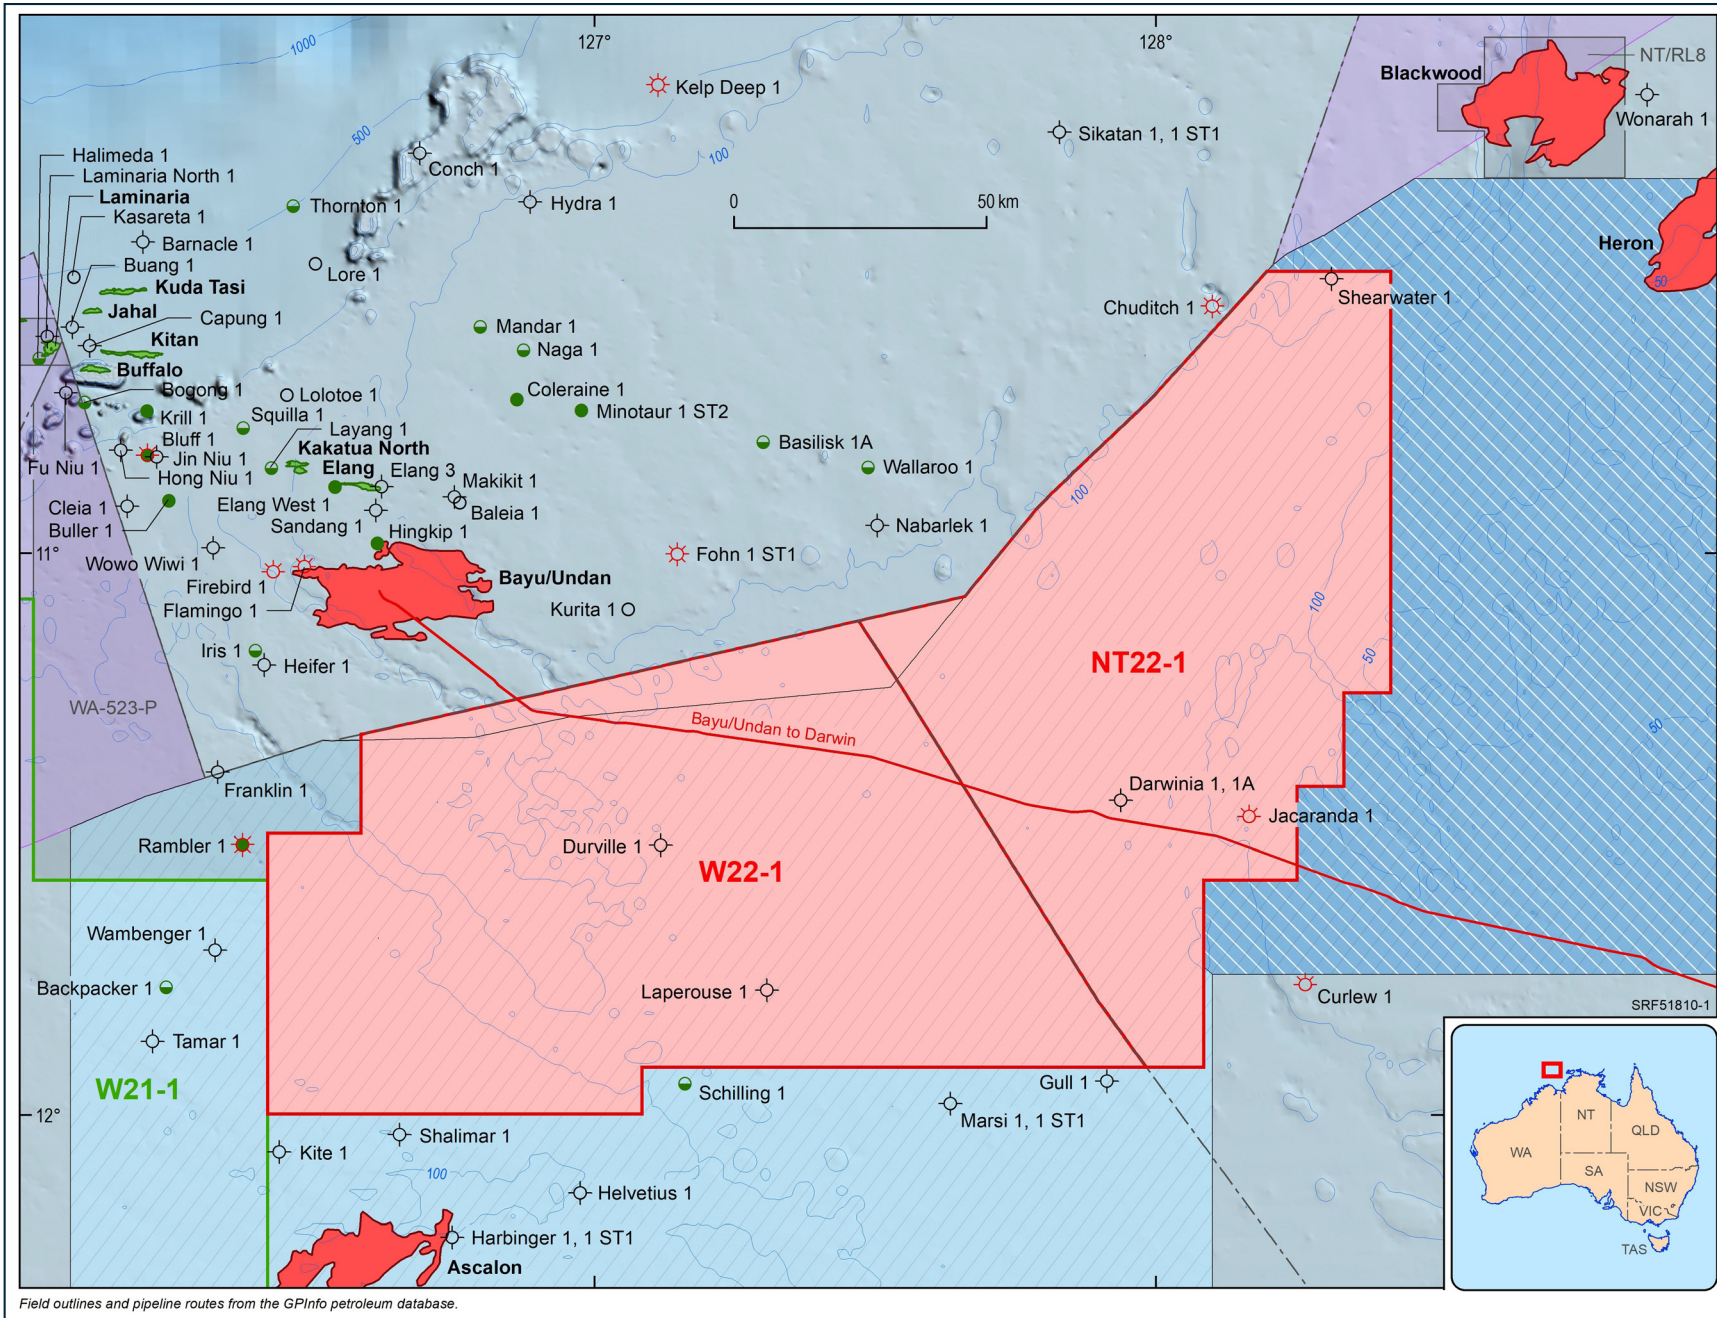 127°
128°
1000
500
100
Kelp Deep 1
Sikatan 1, 1 ST1
Blackwood
NT/RL8
Wonarah 1
Halimeda 1
Laminaria North 1
Laminaria
Kasareta 1
Barnacle 1
Buang 1
Kuda Tasi
Jahal
Capung 1
Kitan
Buffalo
Conch 1
Thornton 1
Hydra 1
Lore 1
0
50 km
Heron
50
Chuditch 1
Shearwater 1
Mandar 1
Naga 1
Bogong 1
Lolotoe 1
Coleraine 1
Minotaur 1 ST2
Krill 1
Squilla 1
Layang 1
Bluff 1
Basilisk 1A
Jin Niu 1
Kakatua North
Fu Niu 1
Hong Niu 1
Elang
Elang 3
Wallaroo 1
Makikit 1
100
Cleia 1
Elang West 1
Baleia 1
Buller 1
Sandang 1
Hingkip 1
Nabarlek 1
11°
Wowo Wiwi 1
Fohn 1 ST1
Firebird 1
Bayu/Undan
Flamingo 1
Kurita 1
100
Iris 1
Heifer 1
50
NT22-1
WA-523-P
Bayu/Undan to Darwin
50
Franklin 1
Darwinia 1, 1A
Jacaranda 1
Rambler 1
Durville 1
W22-1
Wambenger 1
Backpacker 1
Laperouse 1
Curlew 1
SRF51810-1
Tamar 1
W21-1
Schilling 1
Gull 1
12°
Marsi 1, 1 ST1
Shalimar 1
Kite 1
100
Helvetius 1
Harbinger 1, 1 ST1
Ascalon
NT
QLD
WA
SA
NSW
VIC
TAS
Field outlines and pipeline routes from the GPInfo petroleum database.